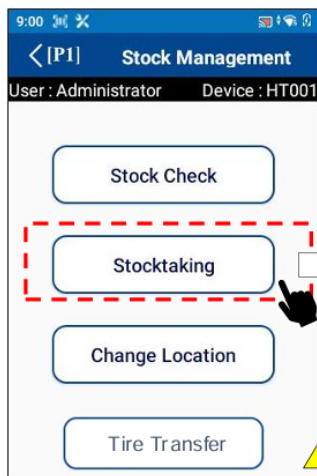 9:00
[P1] Stock Management
User : Administrator Device : HT001
Stock Check
Stocktaking
Change Location
Tire Transfer